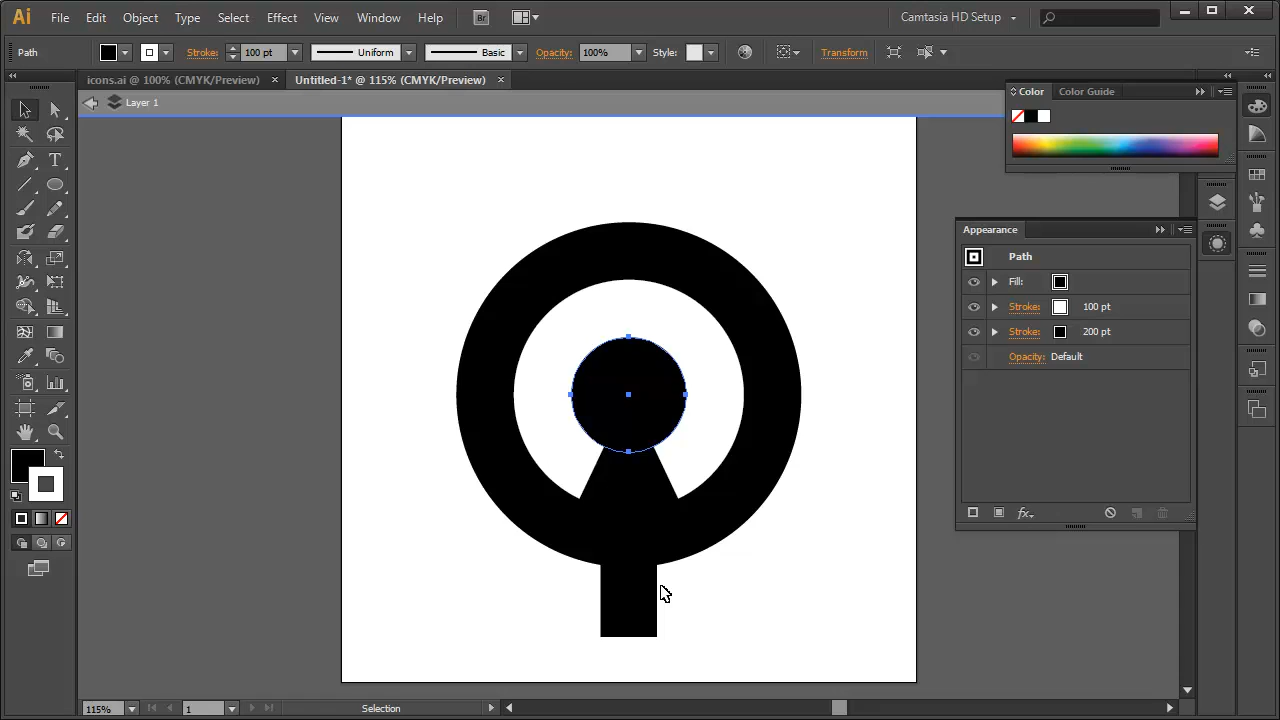 Ai File Edit Object Type Select Effect View Window Help Br Camtasia HD Setup
Path Stroke: 100 pt Uniform Basic Opacity: 100% Style: Transform
icons.ai @ 100% (CMYK/Preview) × Untitled-1* @ 115% (CMYK/Preview) ×
Layer 1
Color Color Guide
Appearance
Path
Fill:
Stroke: 100 pt
Stroke: 200 pt
Opacity: Default
fx
T
115% 1 Selection